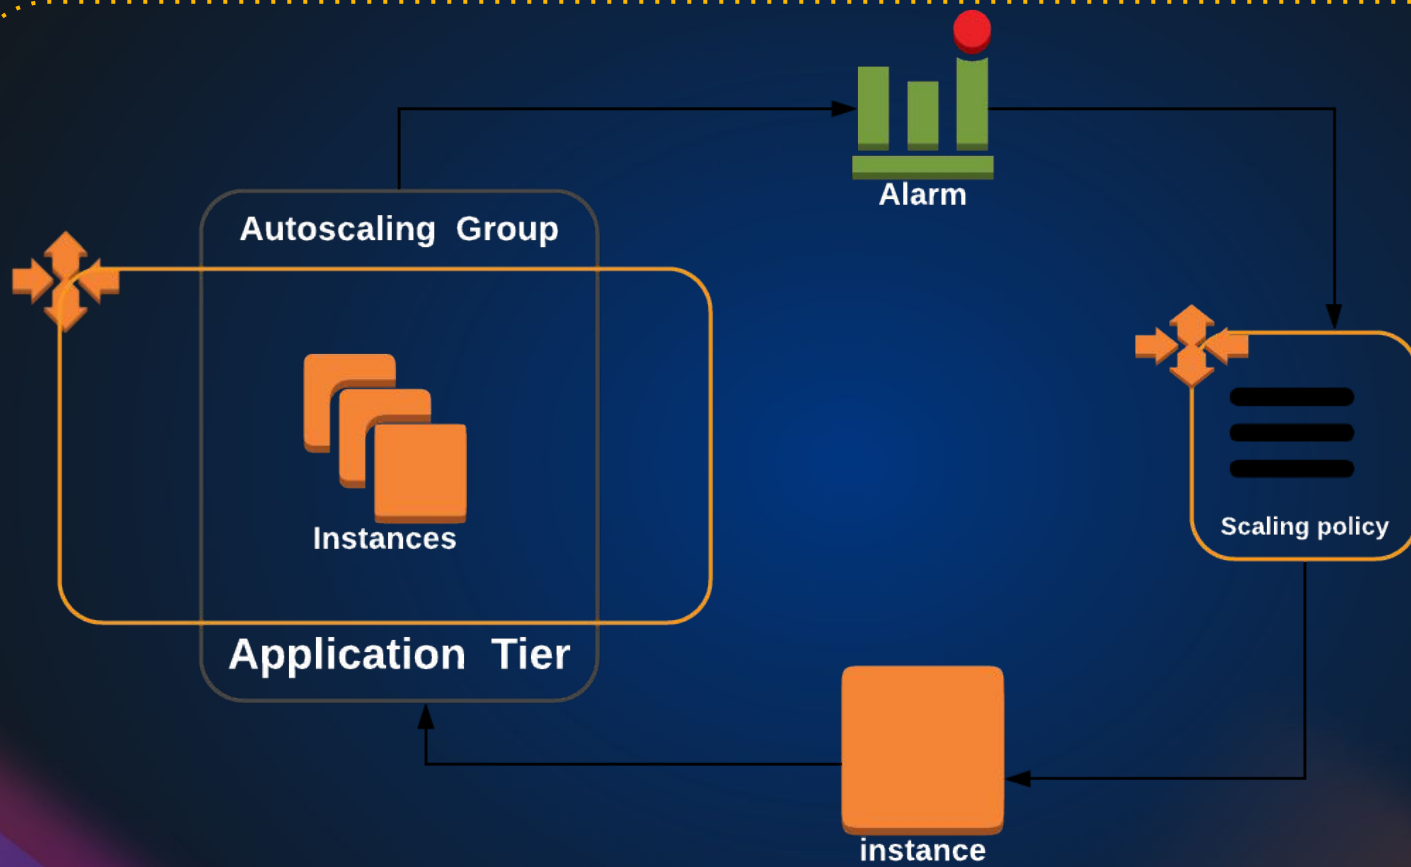 Alarm
Autoscaling Group
Instances
Scaling policy
Application Tier
instance